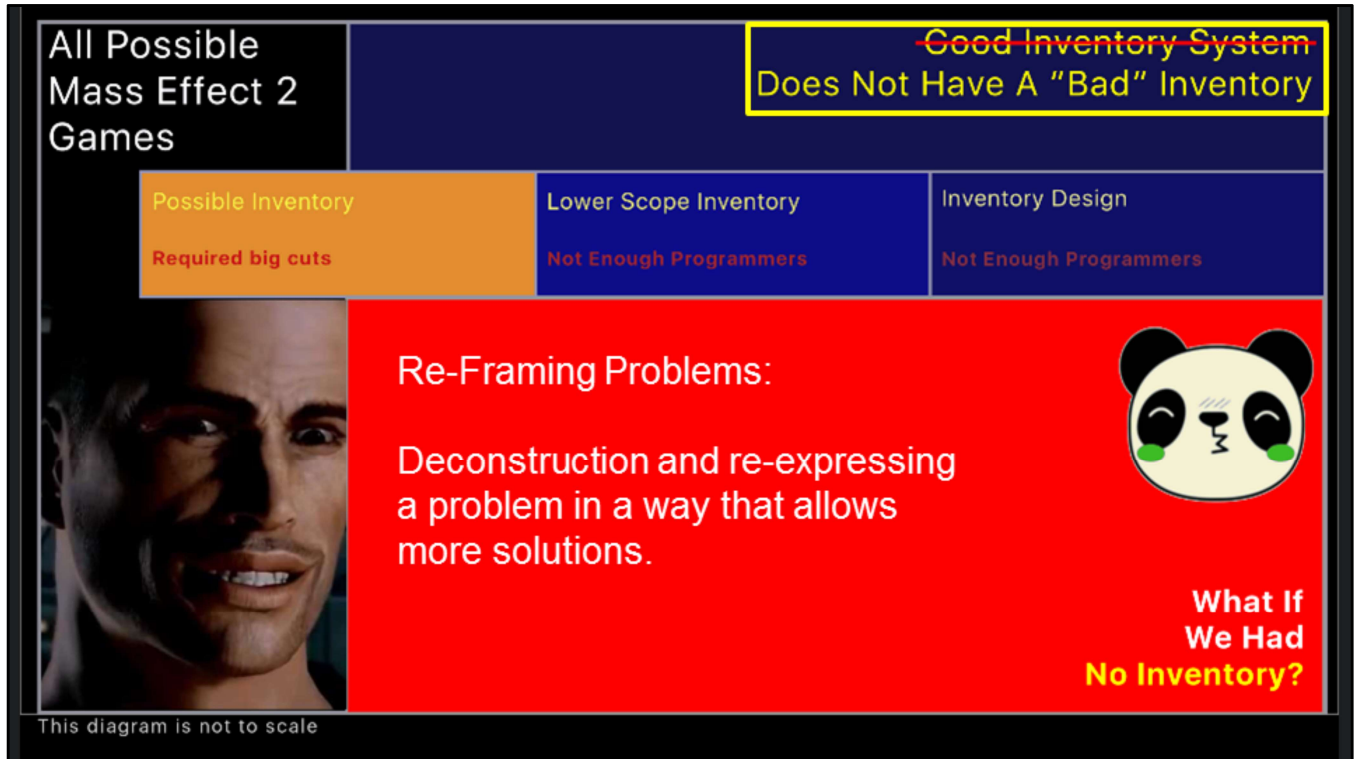 All Possible
Mass Effect 2
Games
Good Inventory System
Does Not Have A "Bad" Inventory
Possible Inventory
Required big cuts
Lower Scope Inventory
Not Enough Programmers
Inventory Design
Not Enough Programmers
Re-Framing Problems:
Deconstruction and re-expressing
a problem in a way that allows
more solutions.
What If
We Had
No Inventory?
This diagram is not to scale